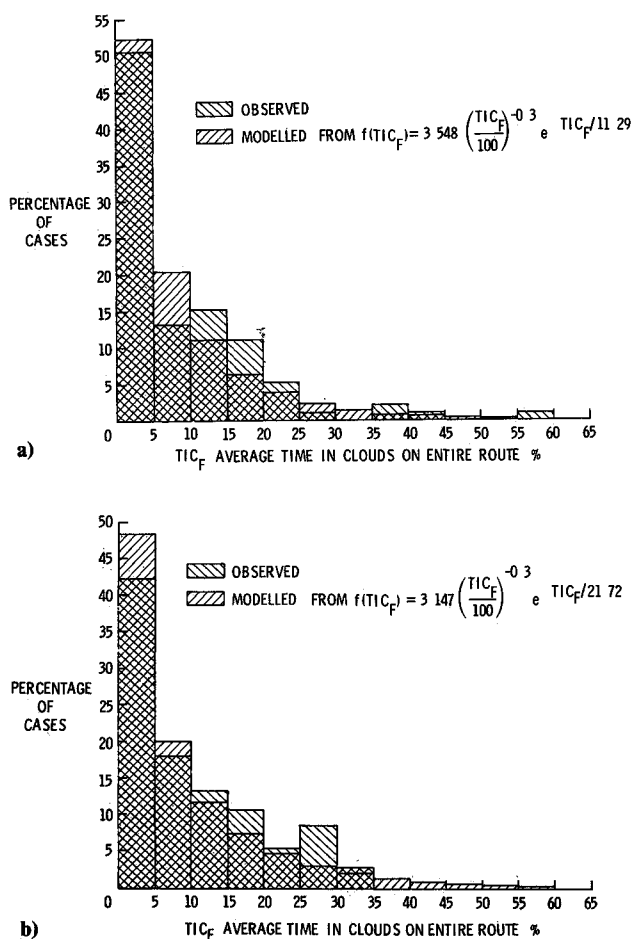 55
50
45
40
35
30
25
20
15
10
5
PERCENTAGE
OF
CASES
OBSERVED
MODELLED FROM f(TIC_F) = 3 548 (TIC_F/100)^-0 3 e TIC_F/11 29
0 5 10 15 20 25 30 35 40 45 50 55 60 65
a) TIC_F AVERAGE TIME IN CLOUDS ON ENTIRE ROUTE %
50
45
40
35
30
25
20
15
10
5
PERCENTAGE
OF
CASES
OBSERVED
MODELLED FROM f(TIC_F) = 3 147 (TIC_F/100)^-0 3 e TIC_F/21 72
0 5 10 15 20 25 30 35 40 45 50 55 60 65
b) TIC_F AVERAGE TIME IN CLOUDS ON ENTIRE ROUTE %